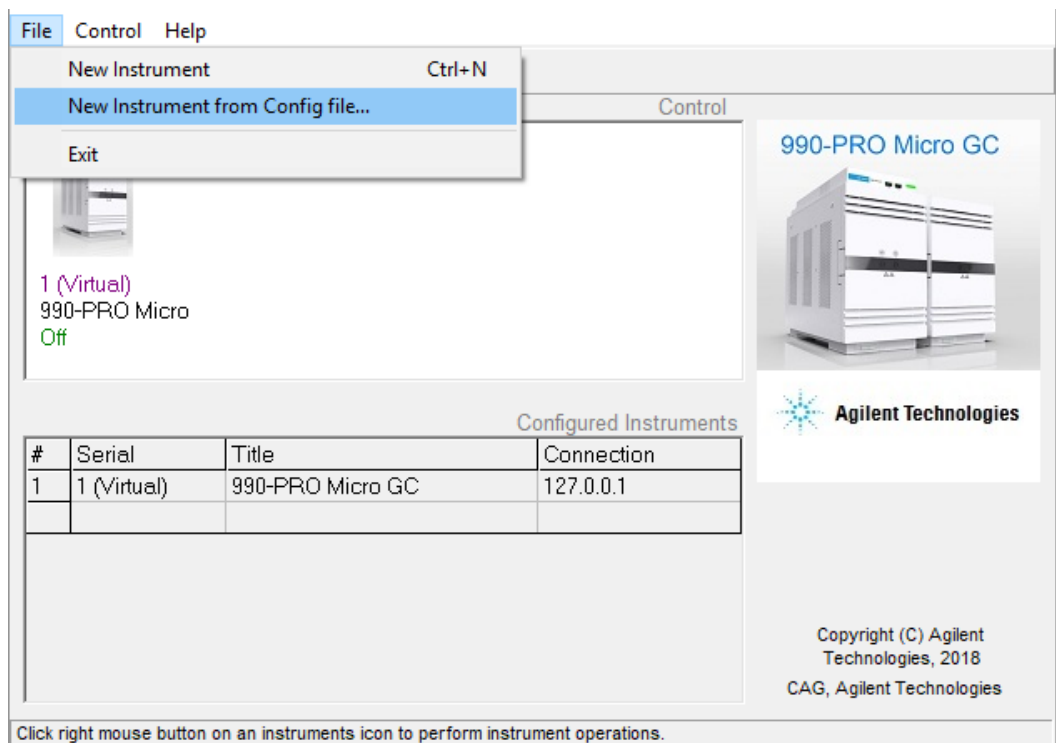 File Control Help
New Instrument Ctrl+N
New Instrument from Config file...
Exit
Control
1 (Virtual)
990-PRO Micro
Off
990-PRO Micro GC
Agilent Technologies
Configured Instruments
# Serial Title Connection
1 1 (Virtual) 990-PRO Micro GC 127.0.0.1
Copyright (C) Agilent
Technologies, 2018
CAG, Agilent Technologies
Click right mouse button on an instruments icon to perform instrument operations.